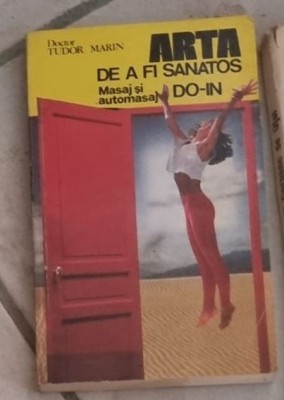 Doctor
TUDOR MARIN
ARTA
DE A FI SANATOS
Masaj și
automasaj DO-IN